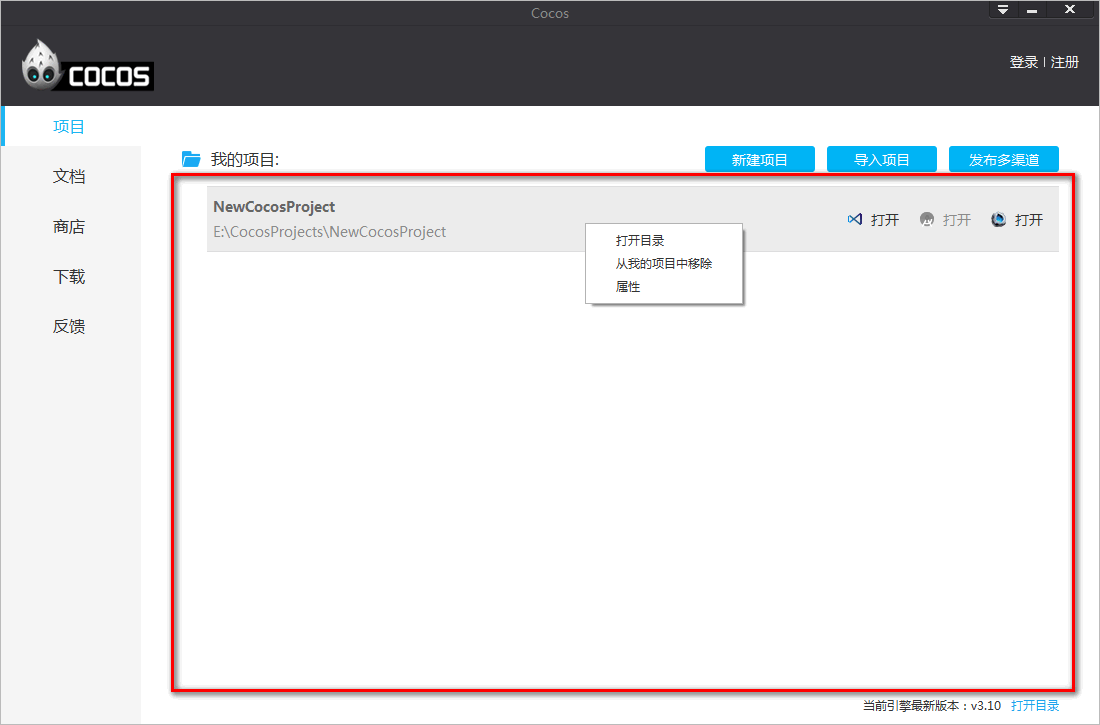 Cocos
COCOS
登录 | 注册
项目
文档
商店
下载
反馈
我的项目:
新建项目
导入项目
发布多渠道
NewCocosProject
E:\CocosProjects\NewCocosProject
打开
打开
打开
打开目录
从我的项目中移除
属性
当前引擎最新版本：v3.10 打开目录